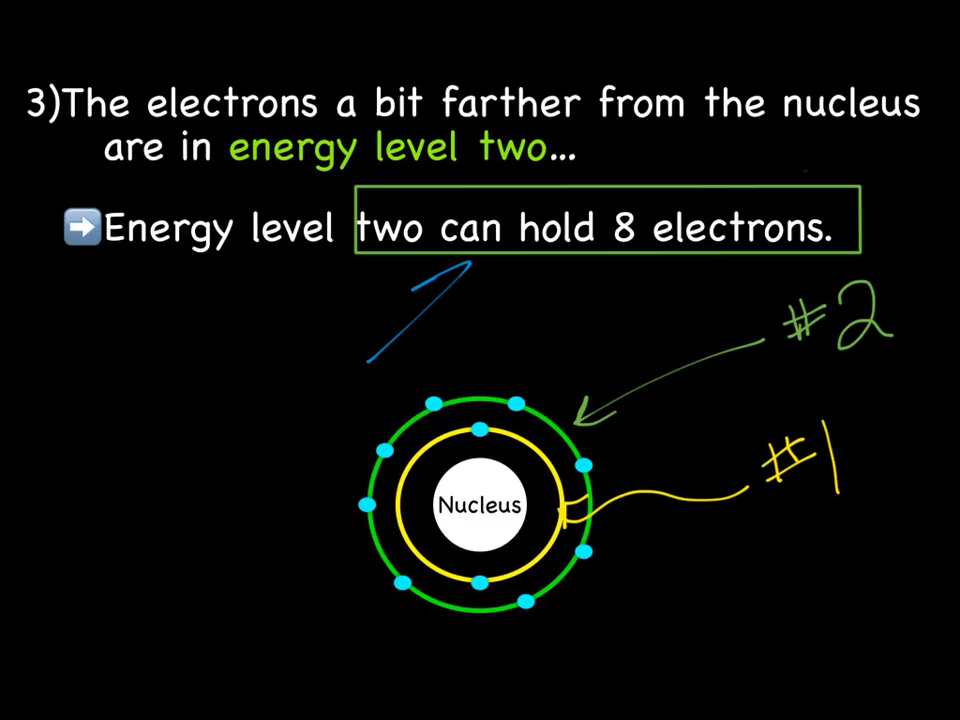 3)The electrons a bit farther from the nucleus
are in energy level two...
Energy level two can hold 8 electrons.
#2
#1
Nucleus